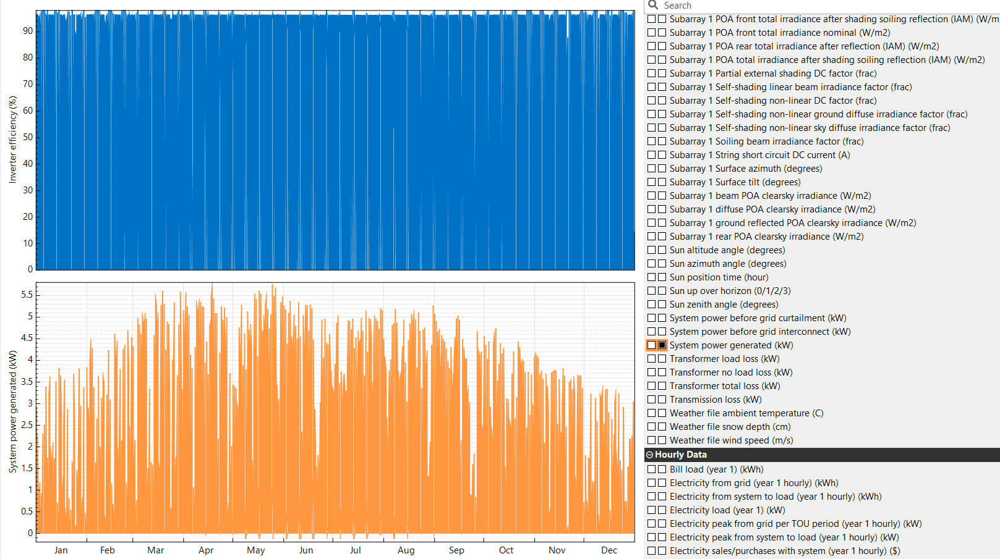 Inverter efficiency (%)
90
80
70
60
50
40
30
20
10
0
System power generated (kW)
5.5
5
4.5
4
3.5
3
2.5
2
1.5
1
0.5
0
Jan Feb Mar Apr May Jun Jul Aug Sep Oct Nov Dec
Search
Subarray 1 POA front total irradiance after shading soiling reflection (IAM) (W/m
Subarray 1 POA front total irradiance nominal (W/m2)
Subarray 1 POA rear total irradiance after reflection (IAM) (W/m2)
Subarray 1 POA total irradiance after shading soiling reflection (IAM) (W/m2)
Subarray 1 Partial external shading DC factor (frac)
Subarray 1 Self-shading linear beam irradiance factor (frac)
Subarray 1 Self-shading non-linear DC factor (frac)
Subarray 1 Self-shading non-linear ground diffuse irradiance factor (frac)
Subarray 1 Self-shading non-linear sky diffuse irradiance factor (frac)
Subarray 1 Soiling beam irradiance factor (frac)
Subarray 1 String short circuit DC current (A)
Subarray 1 Surface azimuth (degrees)
Subarray 1 Surface tilt (degrees)
Subarray 1 beam POA clearsky irradiance (W/m2)
Subarray 1 diffuse POA clearsky irradiance (W/m2)
Subarray 1 ground reflected POA clearsky irradiance (W/m2)
Subarray 1 rear POA clearsky irradiance (W/m2)
Sun altitude angle (degrees)
Sun azimuth angle (degrees)
Sun position time (hour)
Sun up over horizon (0/1/2/3)
Sun zenith angle (degrees)
System power before grid curtailment (kW)
System power before grid interconnect (kW)
System power generated (kW)
Transformer load loss (kW)
Transformer no load loss (kW)
Transformer total loss (kW)
Transmission loss (kW)
Weather file ambient temperature (C)
Weather file snow depth (cm)
Weather file wind speed (m/s)
Hourly Data
Bill load (year 1) (kWh)
Electricity from grid (year 1 hourly) (kWh)
Electricity from system to load (year 1 hourly) (kWh)
Electricity load (year 1) (kW)
Electricity peak from grid per TOU period (year 1 hourly) (kW)
Electricity peak from system to load (year 1 hourly) (kW)
Electricity sales/purchases with system (year 1 hourly) ($)